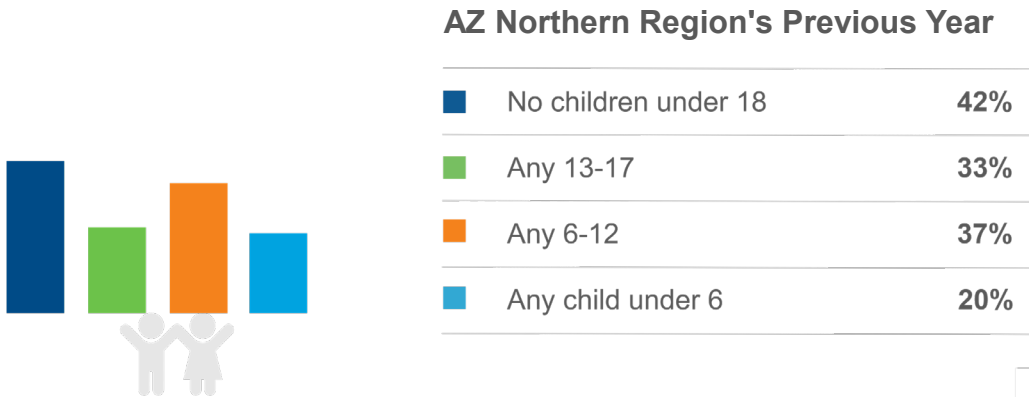 AZ Northern Region's Previous Year
No children under 18 42%
Any 13-17 33%
Any 6-12 37%
Any child under 6 20%